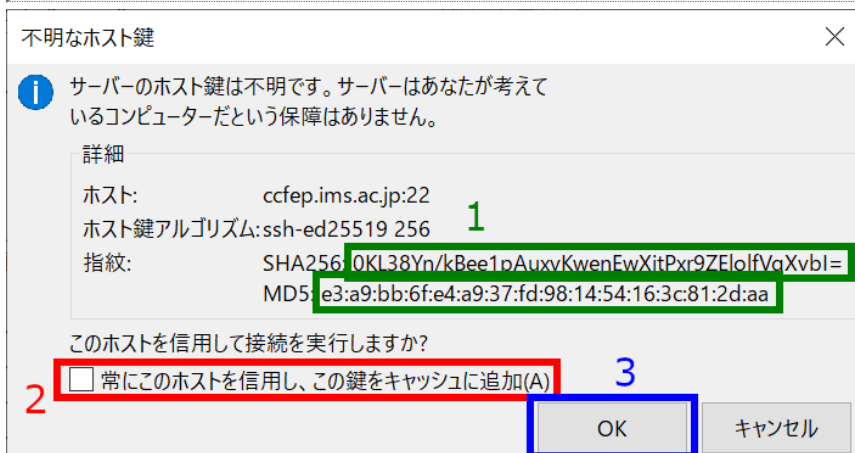 不明なホスト鍵
サーバーのホスト鍵は不明です。サーバーはあなたが考えて
いるコンピューターだという保障はありません。
詳細
ホスト: ccfep.ims.ac.jp:22
ホスト鍵アルゴリズム: ssh-ed25519 256
1
指紋: SHA256: 0KL38Yn/kBee1pAuxvKwenEwXitPxr9ZElolfVqXvbI=
MD5: e3:a9:bb:6f:e4:a9:37:fd:98:14:54:16:3c:81:2d:aa
このホストを信用して接続を実行しますか?
2 常にこのホストを信用し、この鍵をキャッシュに追加(A)
3
OK キャンセル